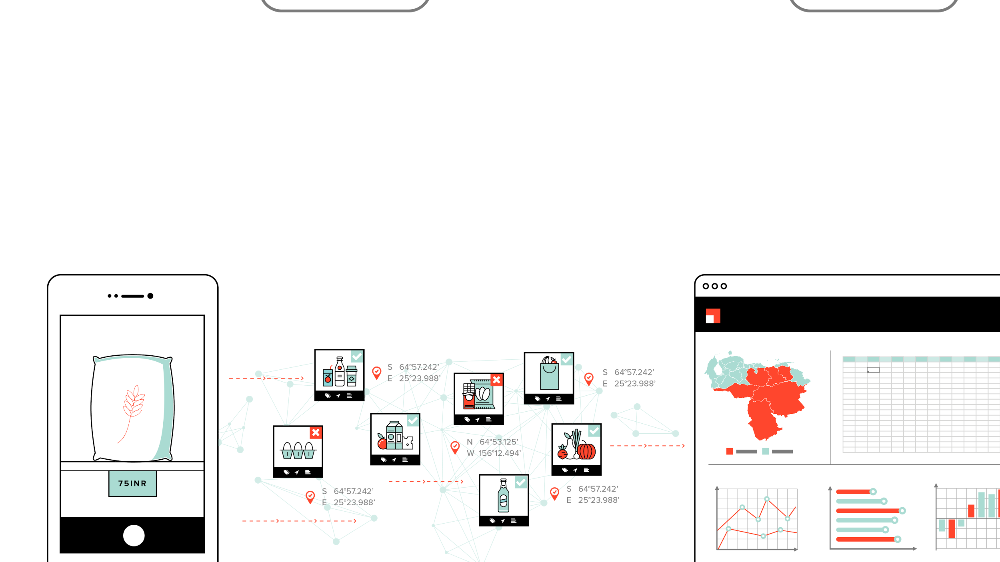 S 64°57.242’
E 25°23.988’
S 64°57.242’
E 25°23.988’
N 64°53.125’
W 156°12.494’
75INR
S 64°57.242’
E 25°23.988’
S 64°57.242’
E 25°23.988’